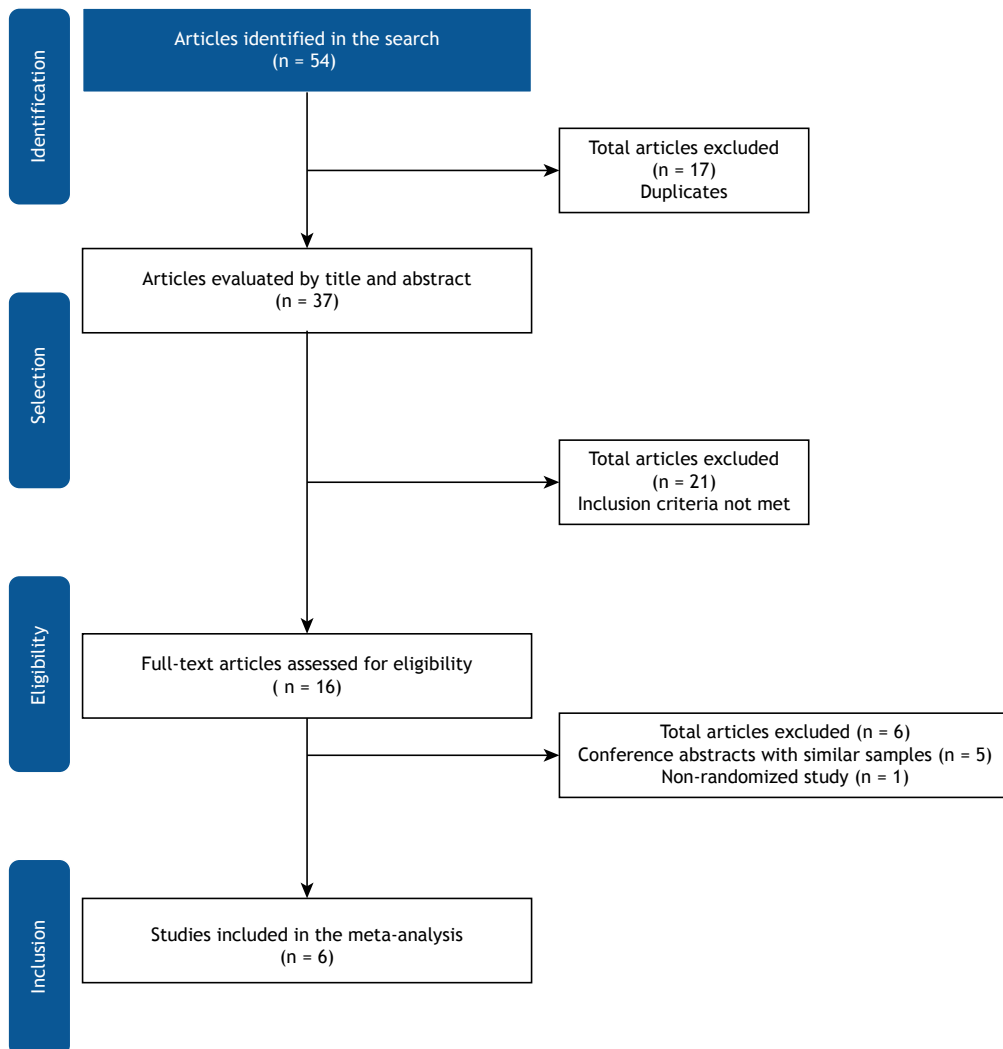 Identification
Articles identified in the search
(n = 54)
Total articles excluded
(n = 17)
Duplicates
Selection
Articles evaluated by title and abstract
(n = 37)
Total articles excluded
(n = 21)
Inclusion criteria not met
Eligibility
Full-text articles assessed for eligibility
( n = 16)
Total articles excluded (n = 6)
Conference abstracts with similar samples (n = 5)
Non-randomized study (n = 1)
Inclusion
Studies included in the meta-analysis
(n = 6)